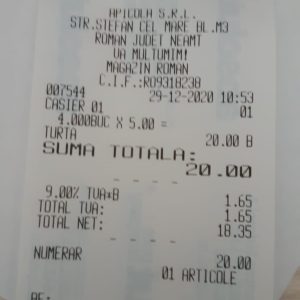 APICOLA S.R.L.
STR.STEFAN CEL MARE BL.M3
ROMAN JUDET NEAMT
VA MULTUMIM!
MAGAZIN ROMAN
C.I.F.:RO9318238
007544 29-12-2020 10:53
CASIER 01 01
4.000BUC X 5.00 =
TURTA 20.00 B
SUMA TOTALA:
20.00
- - - -
9.00% TVA*B 1.65
TOTAL TVA: 1.65
TOTAL NET: 18.35
- - - -
NUMERAR 20.00
01 ARTICOLE